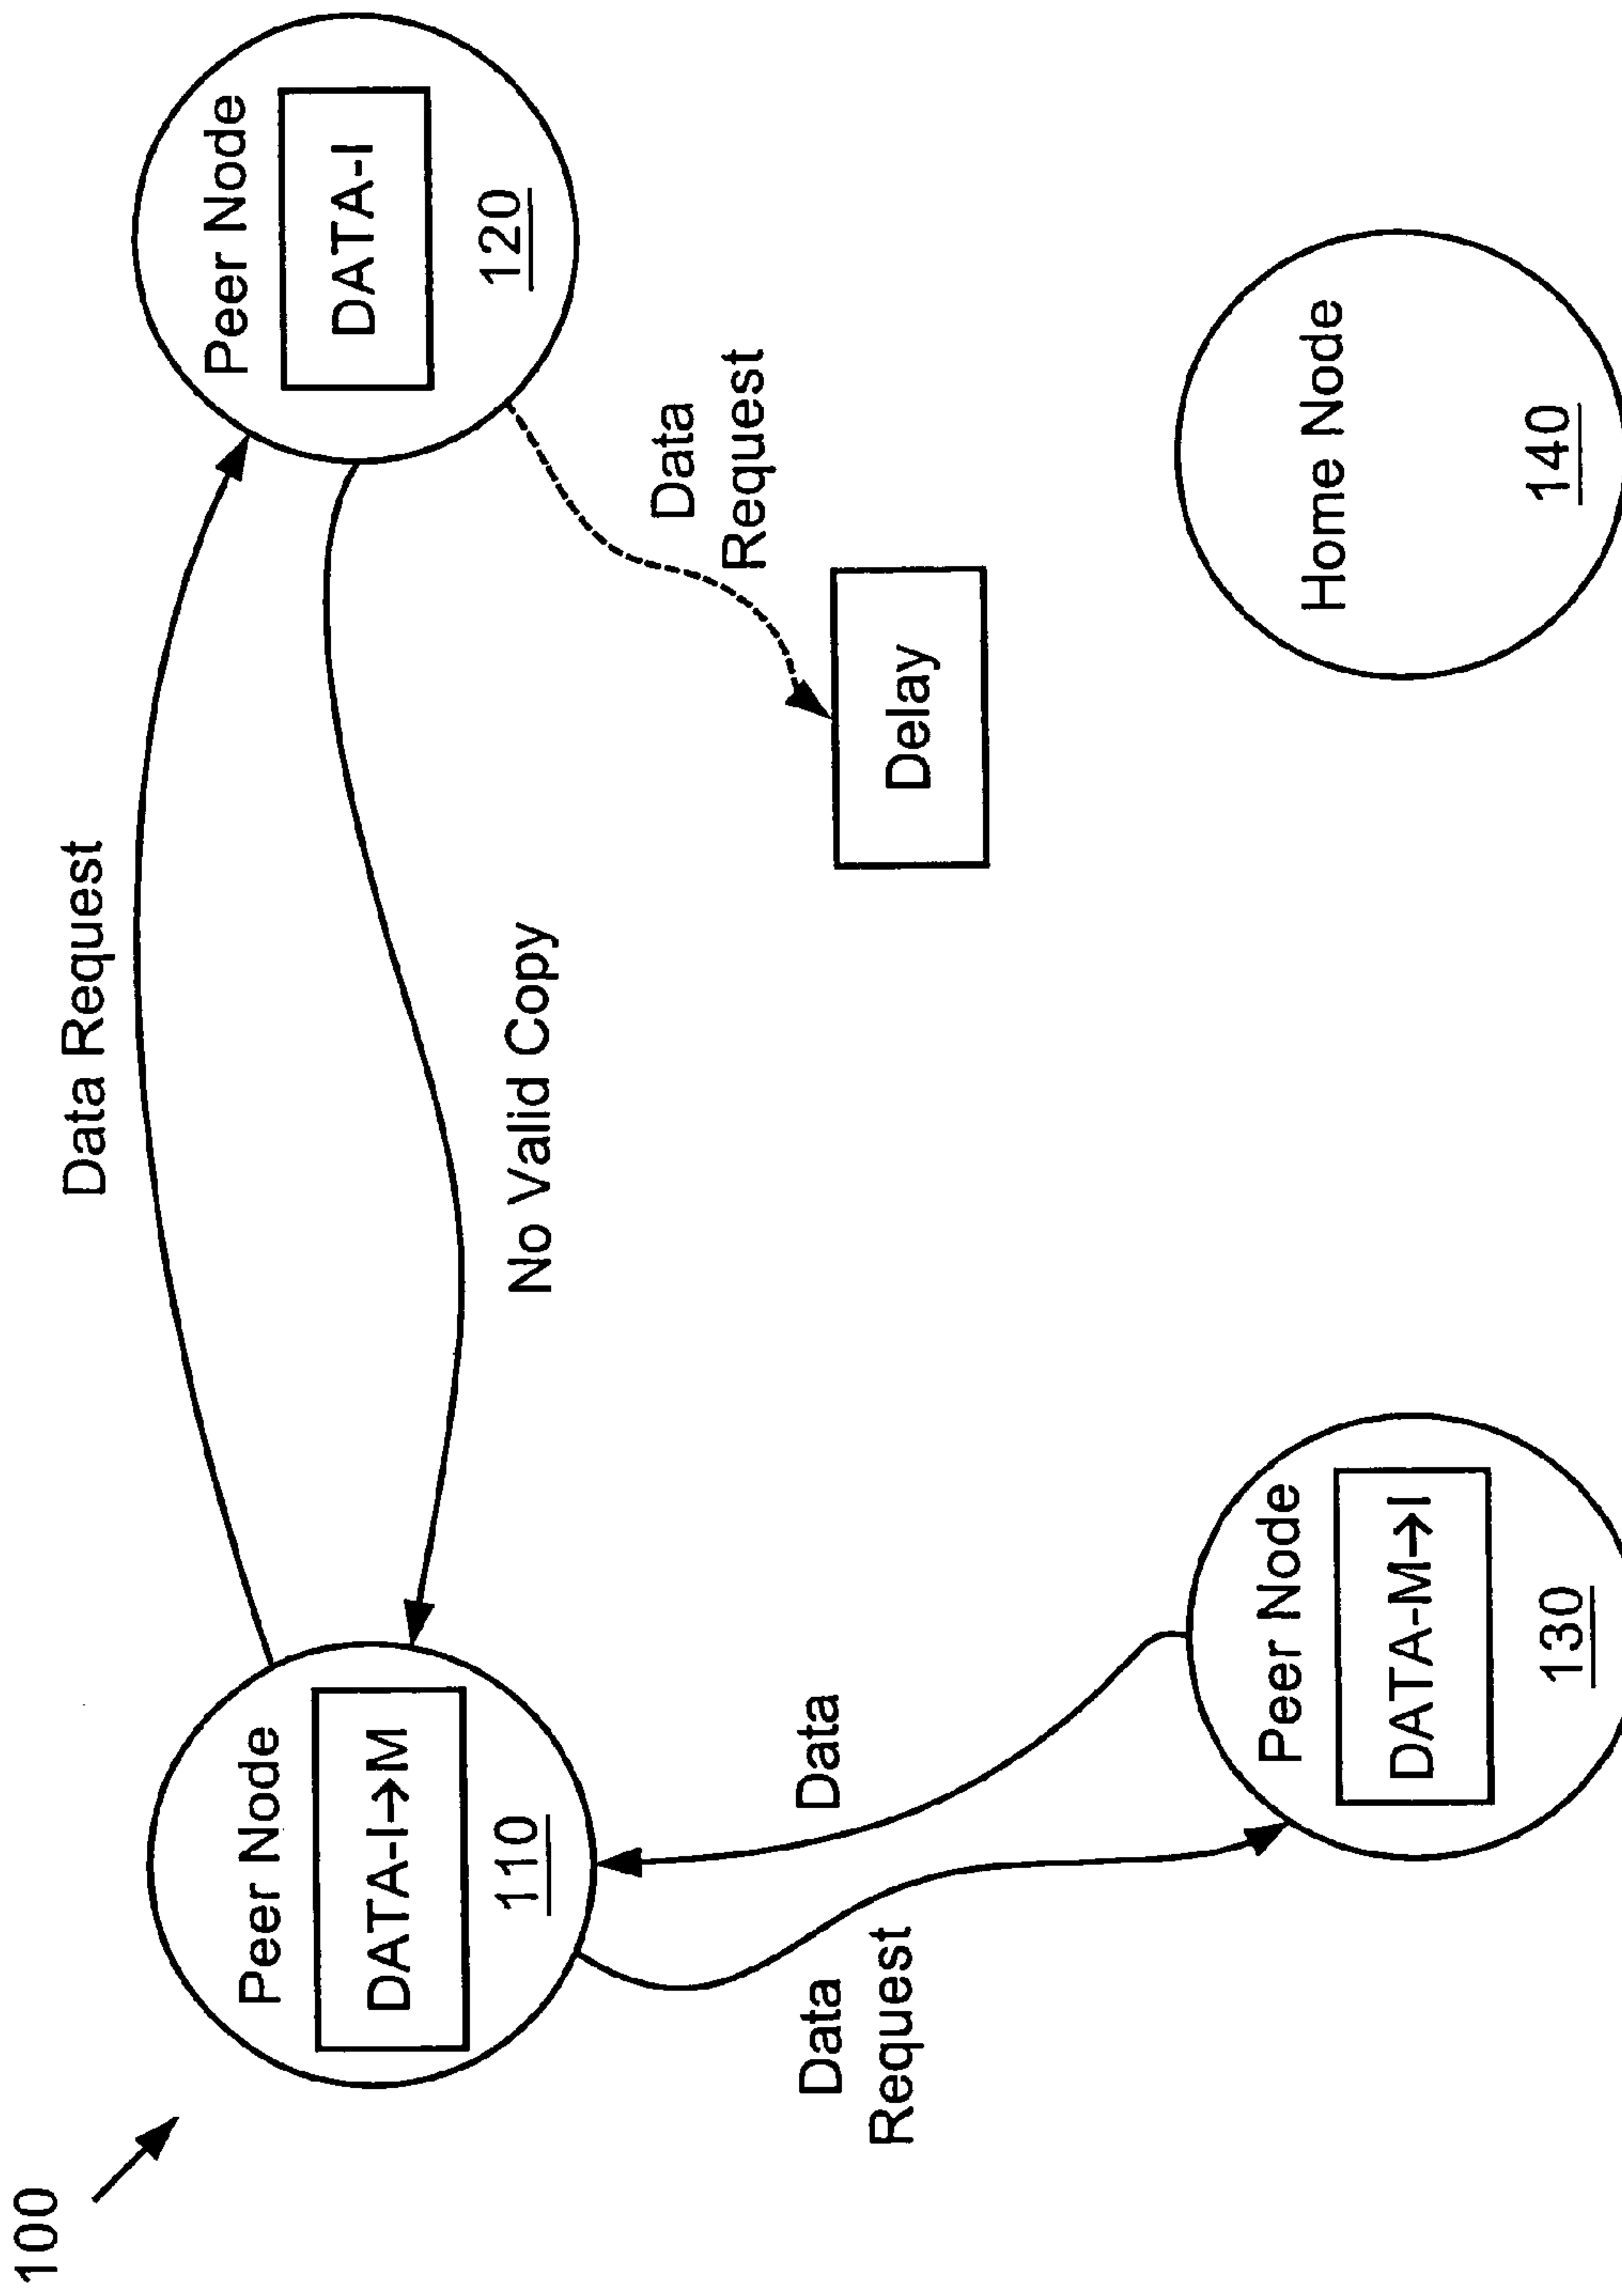 100
Data Request
Peer Node
DATA-I→M
110
Peer Node
DATA-I
120
No Valid Copy
Data
Request
Data
Request
Data
Delay
Peer Node
DATA-M→I
130
Home Node
140